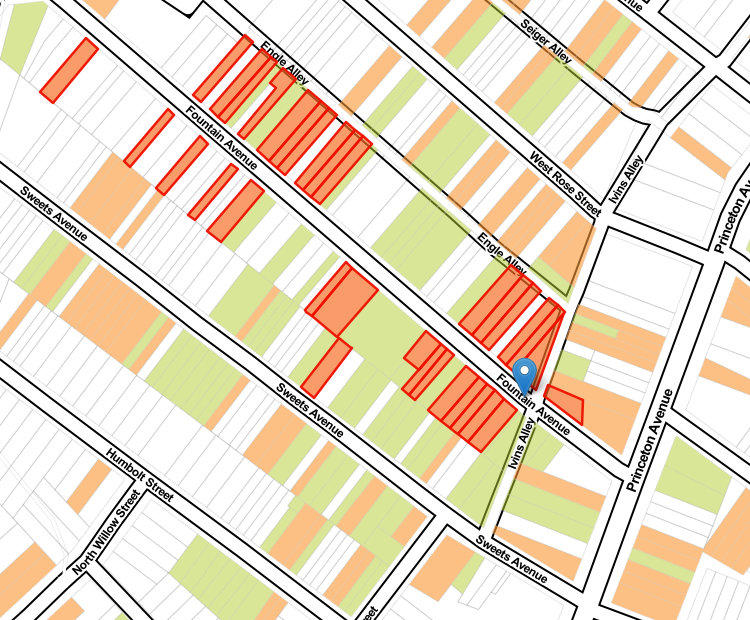 Seiger Alley
Engle Alley
Fountain Avenue
West Rose Street
Ivins Alley
Princeton
Sweets Avenue
Engle Alley
Fountain Avenue
Sweets Avenue
Ivins Alley
Princeton Avenue
Humbolt Street
North Willow Street
Sweets Avenue